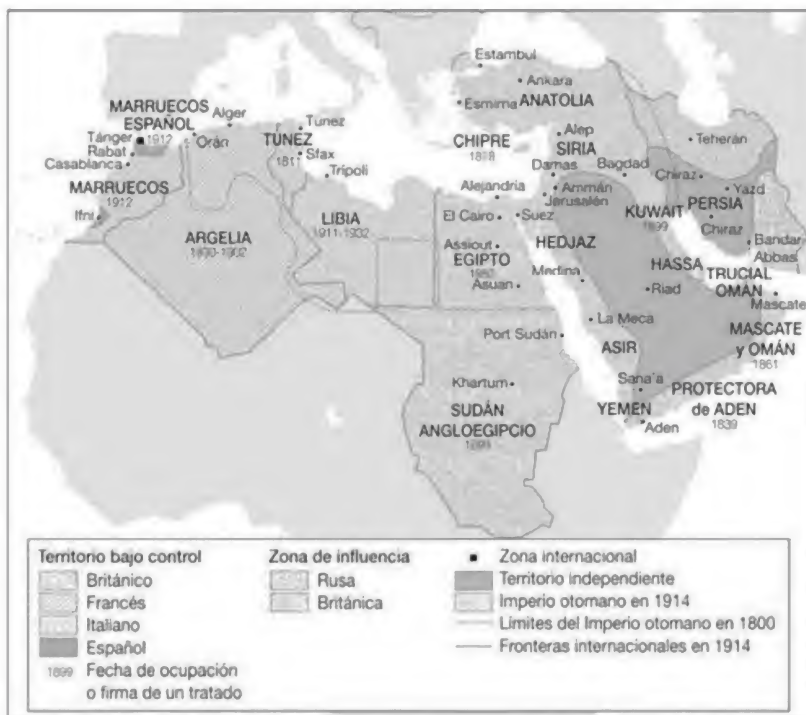 Estambul
Ankara
ANATOLIA
Esmirna
MARRUECOS
ESPAÑOL
1912
Alger
Túnez
Tánger
Orán
TÚNEZ
Sfax
Rabat
Casablanca
Trípoli
CHIPRE
1878
Alep
SIRIA
Teherán
Damas
Bagdad
Chiraz
Yazd
MARRUECOS
1912
Alejandría
Ammán
Jerusalén
PERSIA
Ifni
LIBIA
1911-1932
El Cairo
Suez
KUWAIT
1899
Chiraz
ARGELIA
Assiout
HEDJAZ
Bandar
Abbas
EGIPTO
HASSA
TRUCIAL
OMÁN
Asuan
Medina
Riad
Mascate
La Meca
MASCATE
y OMÁN
1861
Port Sudán
ASIR
Khartum
Sana'a
PROTECTORA
de ADEN
1839
SUDÁN
ANGLOEGIPCIO
YEMEN
Aden
Territorio bajo control
Británico
Francés
Italiano
Español
1899 Fecha de ocupación
o firma de un tratado
Zona de influencia
Rusa
Británica
Zona internacional
Territorio independiente
Imperio otomano en 1914
Límites del Imperio otomano en 1800
Fronteras internacionales en 1914